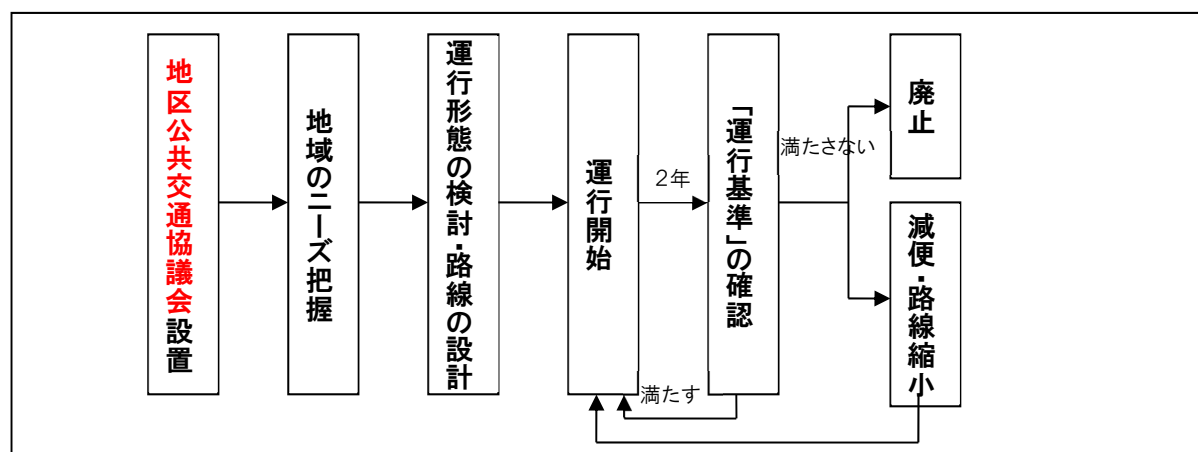 地区公共交通協議会設置
地域のニーズ把握
運行形態の検討・路線の設計
運行開始
2年
「運行基準」の確認
満たさない
廃止
減便・路線縮小
満たす